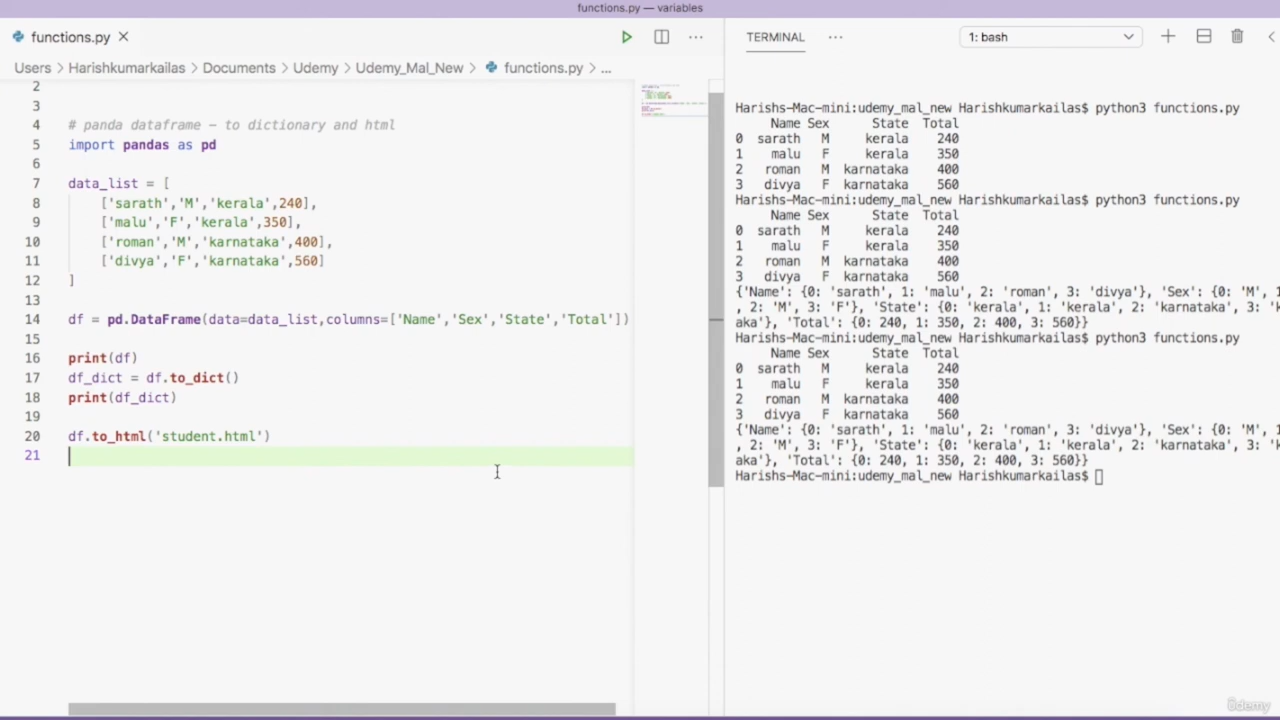 functions.py — variables
functions.py
TERMINAL
1: bash
Users > Harishkumarkailas > Documents > Udemy > Udemy_Mal_New > functions.py > ...
2
3
4 # panda dataframe – to dictionary and html
5 import pandas as pd
6
7 data_list = [
8 ['sarath','M','kerala',240],
9 ['malu','F','kerala',350],
10 ['roman','M','karnataka',400],
11 ['divya','F','karnataka',560]
12 ]
13
14 df = pd.DataFrame(data=data_list,columns=['Name','Sex','State','Total'])
15
16 print(df)
17 df_dict = df.to_dict()
18 print(df_dict)
19
20 df.to_html('student.html')
21
Harishs-Mac-mini:udemy_mal_new Harishkumarkailas$ python3 functions.py
Name Sex State Total
0 sarath M kerala 240
1 malu F kerala 350
2 roman M karnataka 400
3 divya F karnataka 560
Harishs-Mac-mini:udemy_mal_new Harishkumarkailas$ python3 functions.py
Name Sex State Total
0 sarath M kerala 240
1 malu F kerala 350
2 roman M karnataka 400
3 divya F karnataka 560
{'Name': {0: 'sarath', 1: 'malu', 2: 'roman', 3: 'divya'}, 'Sex': {0: 'M', 1
, 2: 'M', 3: 'F'}, 'State': {0: 'kerala', 1: 'kerala', 2: 'karnataka', 3: 'k
aka'}, 'Total': {0: 240, 1: 350, 2: 400, 3: 560}}
Harishs-Mac-mini:udemy_mal_new Harishkumarkailas$ python3 functions.py
Name Sex State Total
0 sarath M kerala 240
1 malu F kerala 350
2 roman M karnataka 400
3 divya F karnataka 560
{'Name': {0: 'sarath', 1: 'malu', 2: 'roman', 3: 'divya'}, 'Sex': {0: 'M', 1
, 2: 'M', 3: 'F'}, 'State': {0: 'kerala', 1: 'kerala', 2: 'karnataka', 3: 'k
aka'}, 'Total': {0: 240, 1: 350, 2: 400, 3: 560}}
Harishs-Mac-mini:udemy_mal_new Harishkumarkailas$
ûdemy